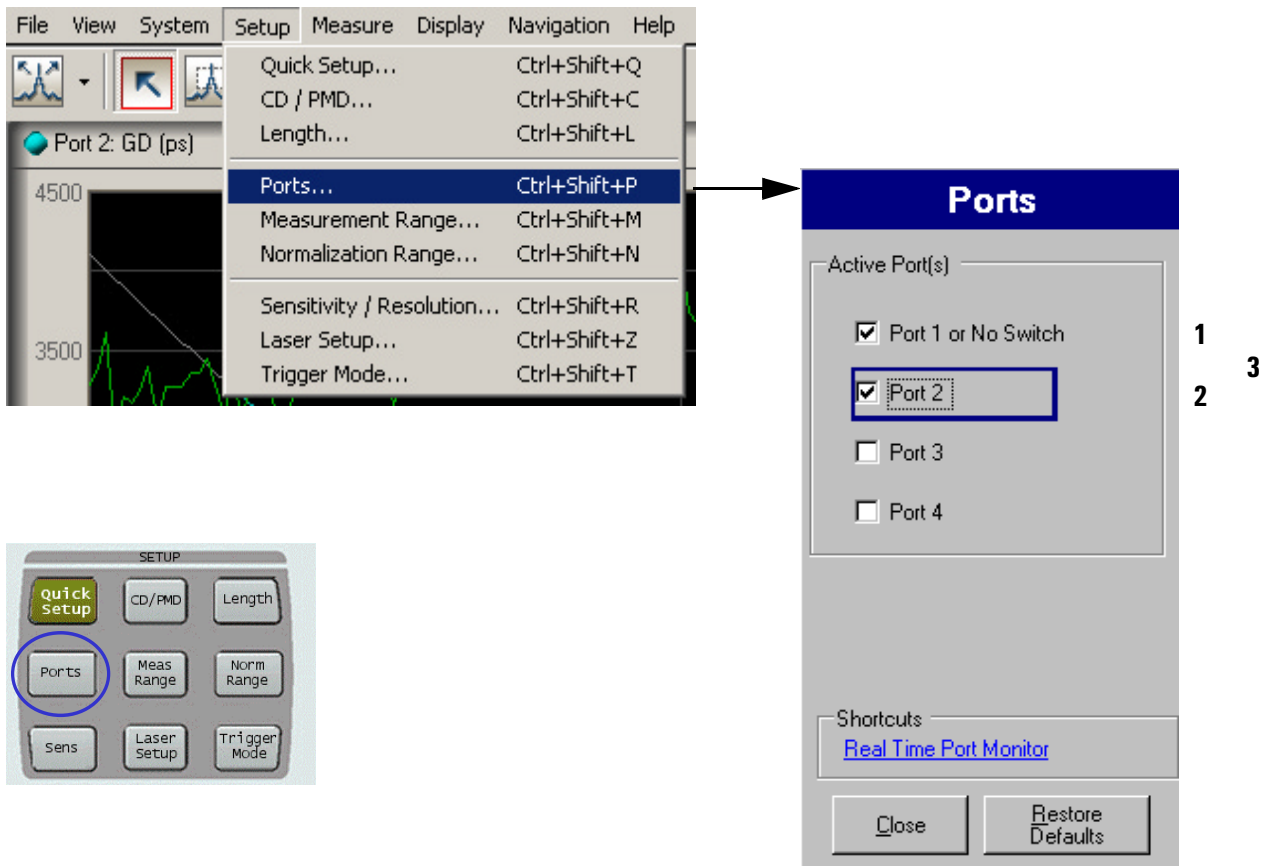 File View System Setup Measure Display Navigation Help
Quick Setup... Ctrl+Shift+Q
CD / PMD... Ctrl+Shift+C
Length... Ctrl+Shift+L
Ports... Ctrl+Shift+P
Measurement Range... Ctrl+Shift+M
Normalization Range... Ctrl+Shift+N
Sensitivity / Resolution... Ctrl+Shift+R
Laser Setup... Ctrl+Shift+Z
Trigger Mode... Ctrl+Shift+T
Port 2: GD (ps)
4500
3500
Ports
Active Port(s)
Port 1 or No Switch
1
3
Port 2
2
Port 3
Port 4
Shortcuts
Real Time Port Monitor
Close
Restore
Defaults
SETUP
Quick
Setup
CD/PMD
Length
Ports
Meas
Range
Norm
Range
Sens
Laser
Setup
Trigger
Mode